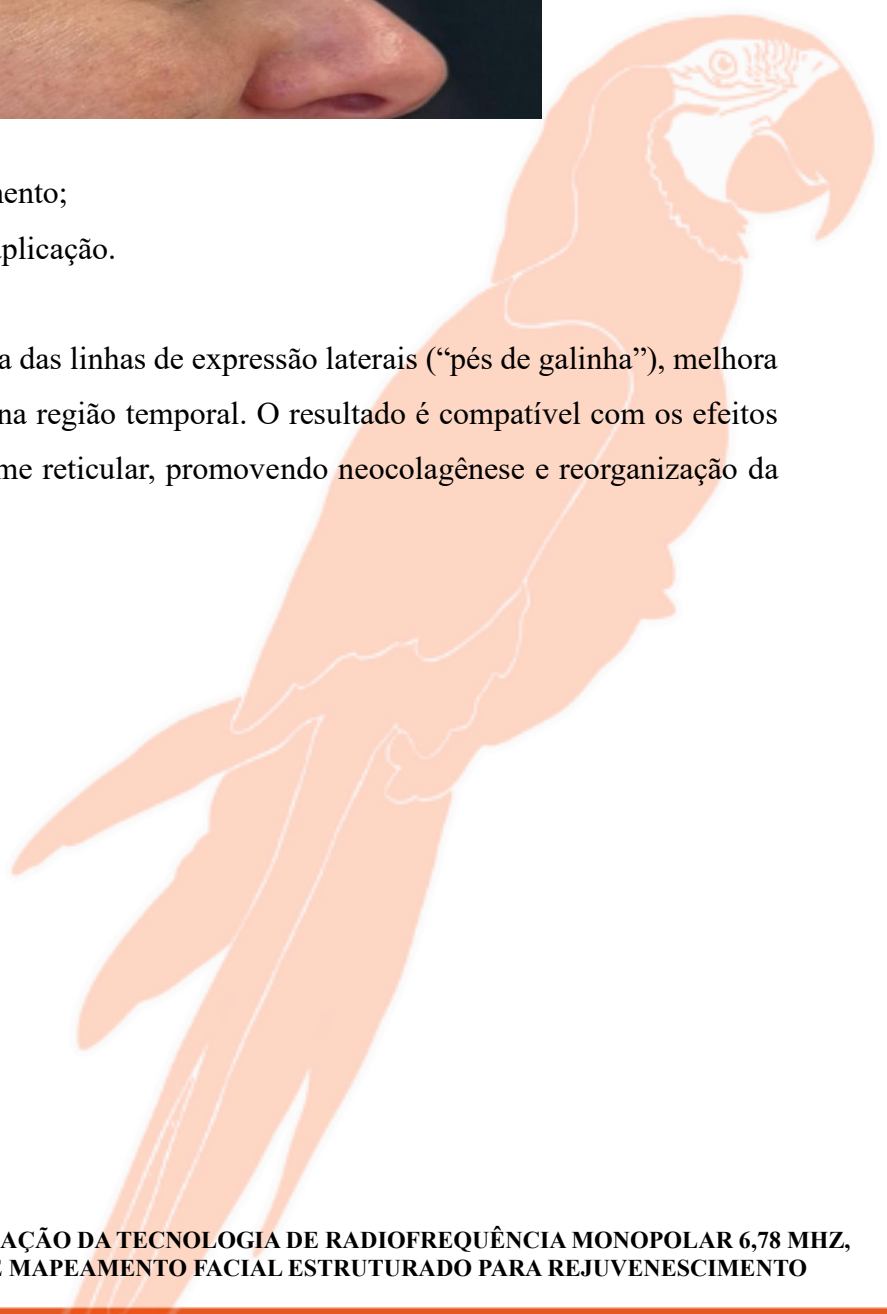 mento;
plicação.
a das linhas de expressão laterais (“pés de galinha”), melhora
na região temporal. O resultado é compatível com os efeitos
me reticular, promovendo neocolagênese e reorganização da
AÇÃO DA TECNOLOGIA DE RADIOFREQUÊNCIA MONOPOLAR 6,78 MHZ,
E MAPEAMENTO FACIAL ESTRUTURADO PARA REJUVENESCIMENTO